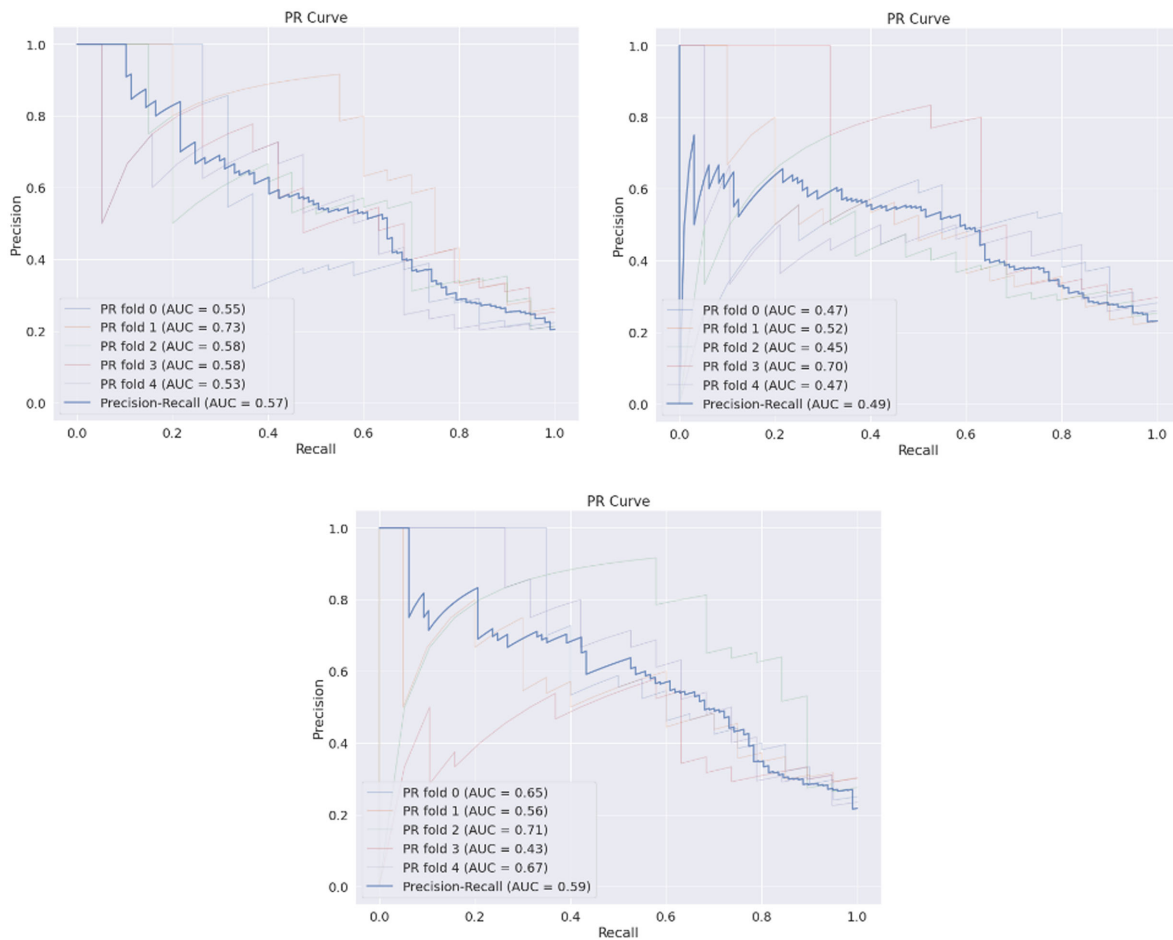 PR Curve
1.0
0.8
0.6
0.4
0.2
0.0
Precision
PR fold 0 (AUC = 0.55)
PR fold 1 (AUC = 0.73)
PR fold 2 (AUC = 0.58)
PR fold 3 (AUC = 0.58)
PR fold 4 (AUC = 0.53)
Precision-Recall (AUC = 0.57)
0.0 0.2 0.4 0.6 0.8 1.0
Recall
PR Curve
1.0
0.8
0.6
0.4
0.2
0.0
Precision
PR fold 0 (AUC = 0.47)
PR fold 1 (AUC = 0.52)
PR fold 2 (AUC = 0.45)
PR fold 3 (AUC = 0.70)
PR fold 4 (AUC = 0.47)
Precision-Recall (AUC = 0.49)
0.0 0.2 0.4 0.6 0.8 1.0
Recall
PR Curve
1.0
0.8
0.6
0.4
0.2
0.0
Precision
PR fold 0 (AUC = 0.65)
PR fold 1 (AUC = 0.56)
PR fold 2 (AUC = 0.71)
PR fold 3 (AUC = 0.43)
PR fold 4 (AUC = 0.67)
Precision-Recall (AUC = 0.59)
0.0 0.2 0.4 0.6 0.8 1.0
Recall